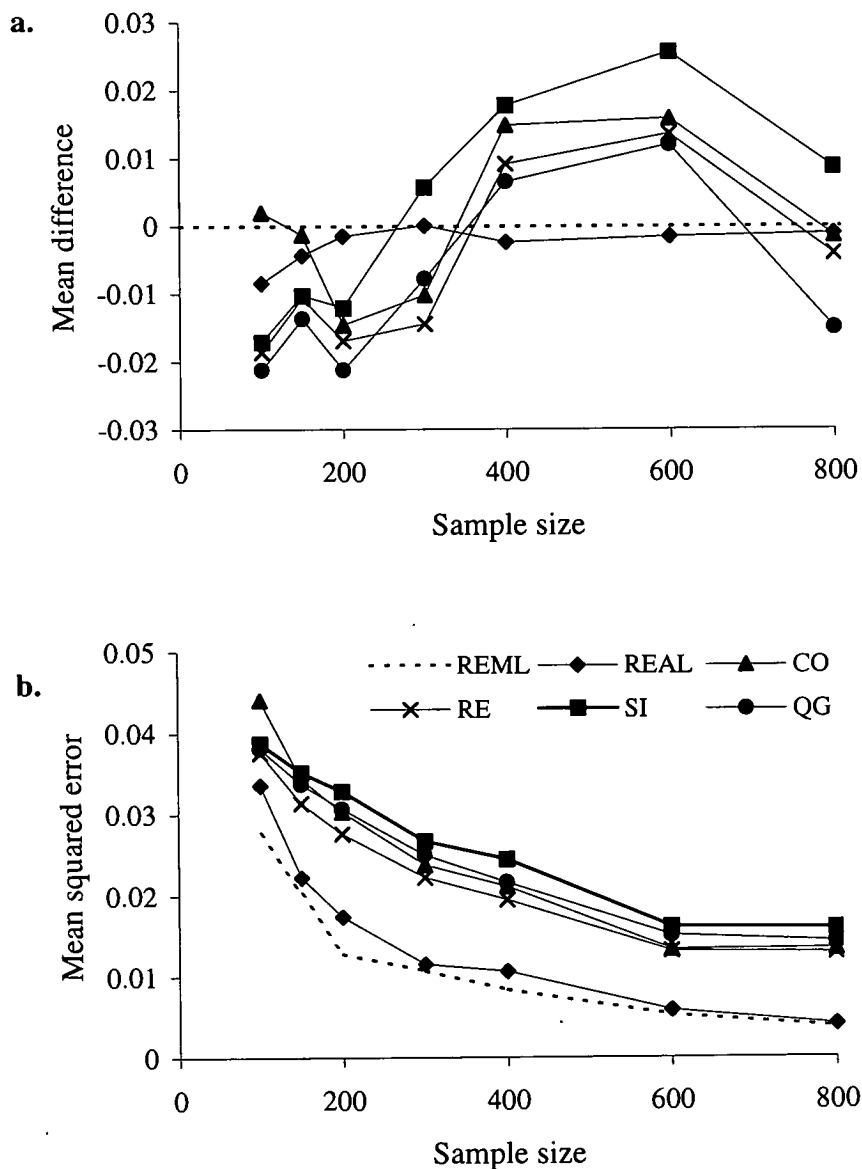 a.
0.03
0.02
0.01
0
-0.01
-0.02
-0.03
Mean difference
0 200 400 600 800
Sample size
b.
0.05
0.04
0.03
0.02
0.01
0
Mean squared error
REML REAL CO
RE SI QG
0 200 400 600 800
Sample size